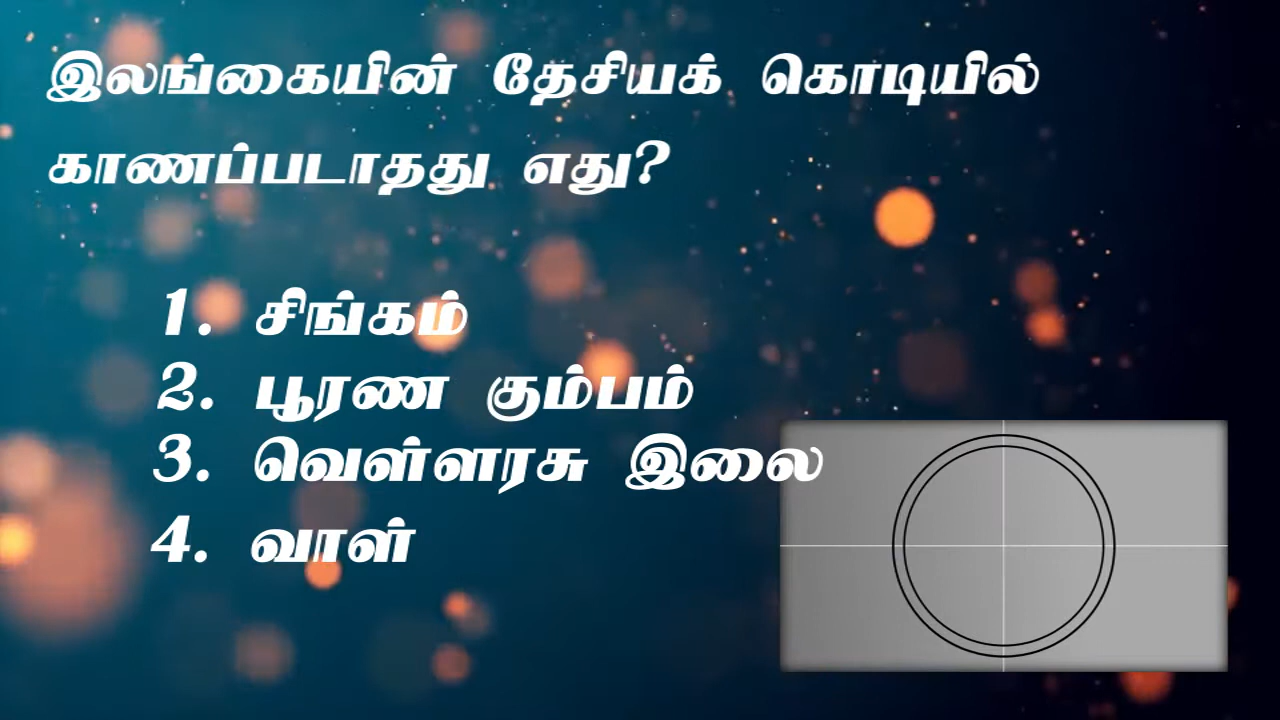 இலங்கையின் தேசியக் கொடியில்
காணப்படாதது எது?
1. சிங்கம்
2. பூரண கும்பம்
3. வெள்ளரசு இலை
4. வாள்